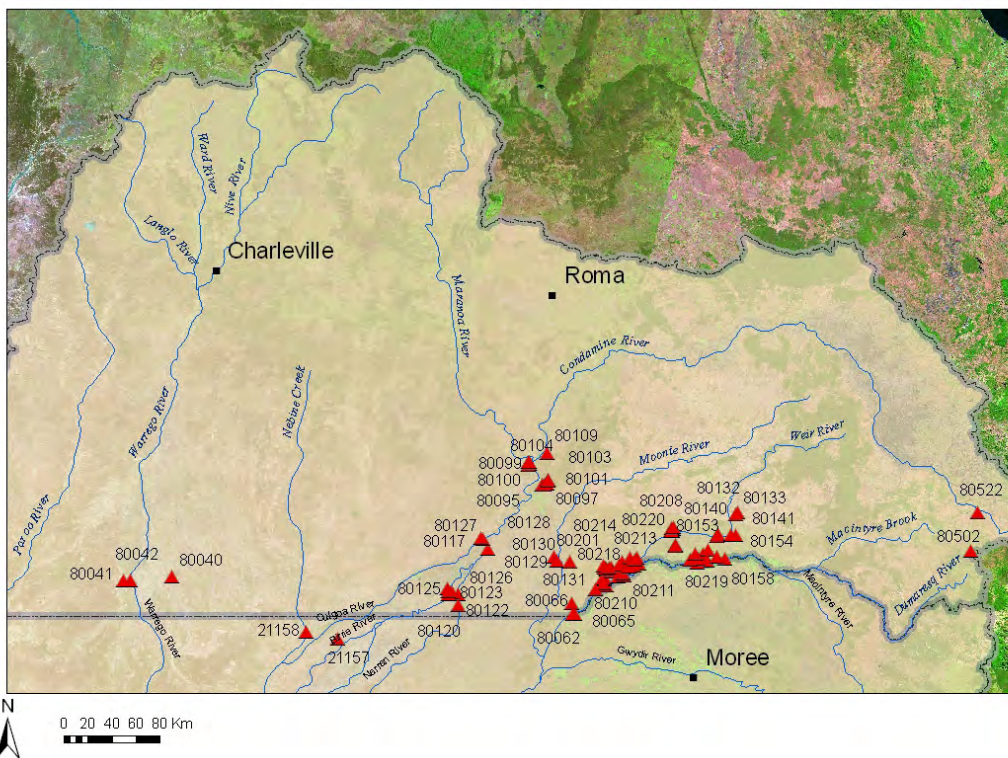 Ward River
Nive River
Langlo River
Charleville
Roma
Maranoa River
Condamine River
Warrego River
Nebine Creek
Paroo River
Moonie River
Weir River
80109
80104
80103
80099
80100
80101
80095
80097
80132
80133
80522
80208
80140
80141
80127
80128
80214
80220
80153
Macintyre Brook
80117
80201
80213
80154
80502
80130
80042
80040
80129
80218
80041
80126
80131
80219
80158
80125
80123
80211
Dumaresq River
Macintyre River
80122
80066
80210
Warrego River
Culgoa River
80120
80065
21158
Birrie River
80062
21157
Narran River
Gwydir River
Moree
N
0 20 40 60 80 Km